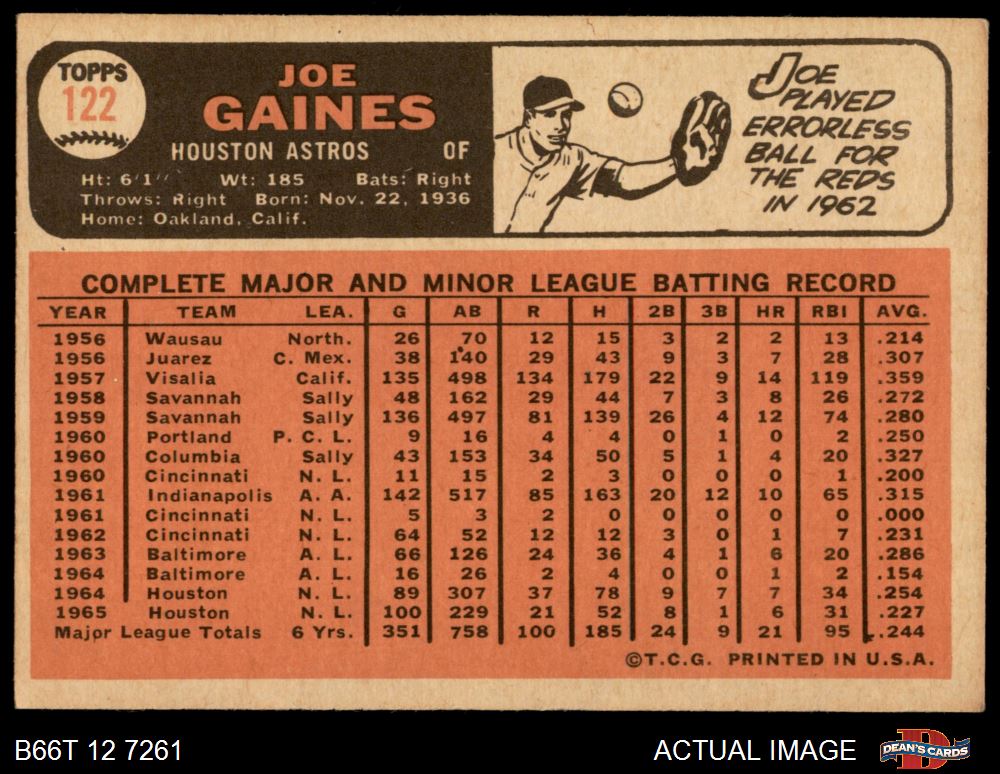 TOPPS
122
JOE
GAINES
HOUSTON ASTROS OF
Ht: 6'1" Wt: 185 Bats: Right
Throws: Right Born: Nov. 22, 1936
Home: Oakland, Calif.
JOE
PLAYED
ERRORLESS
BALL FOR
THE REDS
IN 1962
COMPLETE MAJOR AND MINOR LEAGUE BATTING RECORD
YEAR TEAM LEA. G AB R H 2B 3B HR RBI AVG.
1956 Wausau North. 26 70 12 15 3 2 2 13 .214
1956 Juarez C. Mex. 38 140 29 43 9 3 7 28 .307
1957 Visalia Calif. 135 498 134 179 22 9 14 119 .359
1958 Savannah Sally 48 162 29 44 7 3 8 26 .272
1959 Savannah Sally 136 497 81 139 26 4 12 74 .280
1960 Portland P. C. L. 9 16 4 4 0 1 0 2 .250
1960 Columbia Sally 43 153 34 50 5 1 4 20 .327
1960 Cincinnati N. L. 11 15 2 3 0 0 0 1 .200
1961 Indianapolis A. A. 142 517 85 163 20 12 10 65 .315
1961 Cincinnati N. L. 5 3 2 0 0 0 0 0 .000
1962 Cincinnati N. L. 64 52 12 12 3 0 1 7 .231
1963 Baltimore A. L. 66 126 24 36 4 1 6 20 .286
1964 Baltimore A. L. 16 26 2 4 0 0 1 2 .154
1964 Houston N. L. 89 307 37 78 9 7 7 34 .254
1965 Houston N. L. 100 229 21 52 8 1 6 31 .227
Major League Totals 6 Yrs. 351 758 100 185 24 9 21 95 .244
©T.C.G. PRINTED IN U.S.A.
B66T 12 7261 ACTUAL IMAGE DEAN'S CARDS